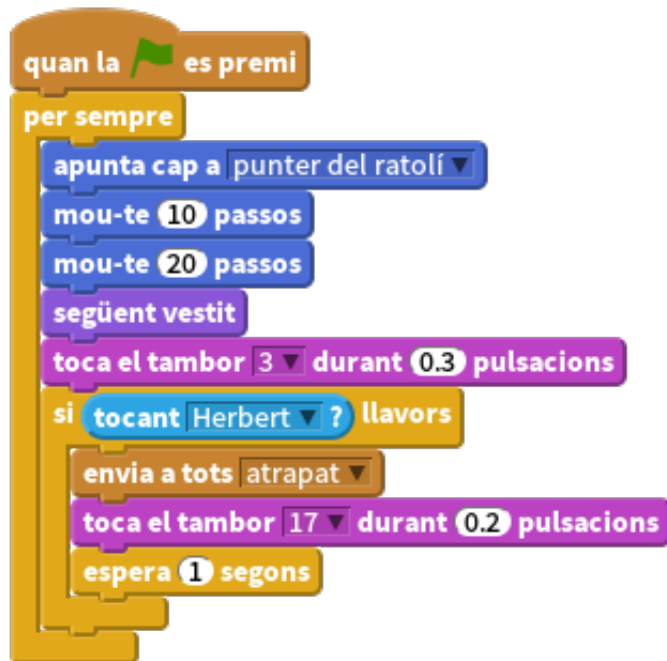 quan la es premi
per sempre
apunta cap a punter del ratolí
mou-te 10 passos
mou-te 20 passos
següent vestit
toca el tambor 3 durant 0.3 pulsacions
si tocant Herbert ? llavors
envia a tots atrapat
toca el tambor 17 durant 0.2 pulsacions
espera 1 segons